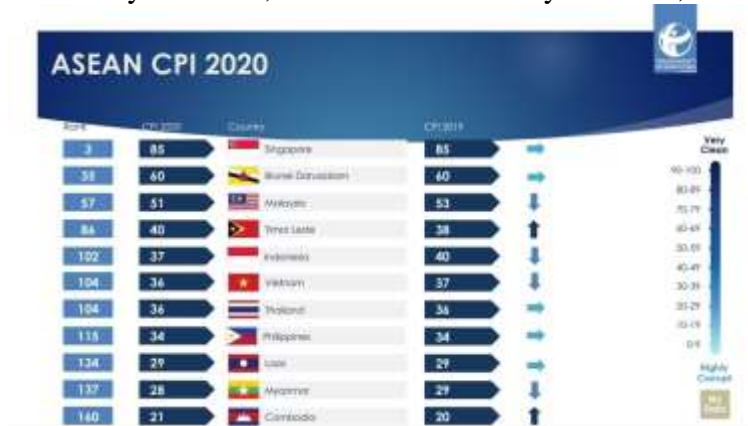 ASEAN CPI 2020
Rank CPI 2020 Country CPI 2019
3 85 Singapore 85
35 60 Brunei Darussalam 60
57 51 Malaysia 53
86 40 Timor Leste 38
102 37 Indonesia 40
104 36 Vietnam 37
104 36 Thailand 36
115 34 Philippines 34
134 29 Laos 29
137 28 Myanmar 29
160 21 Cambodia 20
Very
Clean
90-100
80-89
70-79
60-69
50-59
40-49
30-39
20-29
10-19
0-9
Highly
Corrupt
No
Data